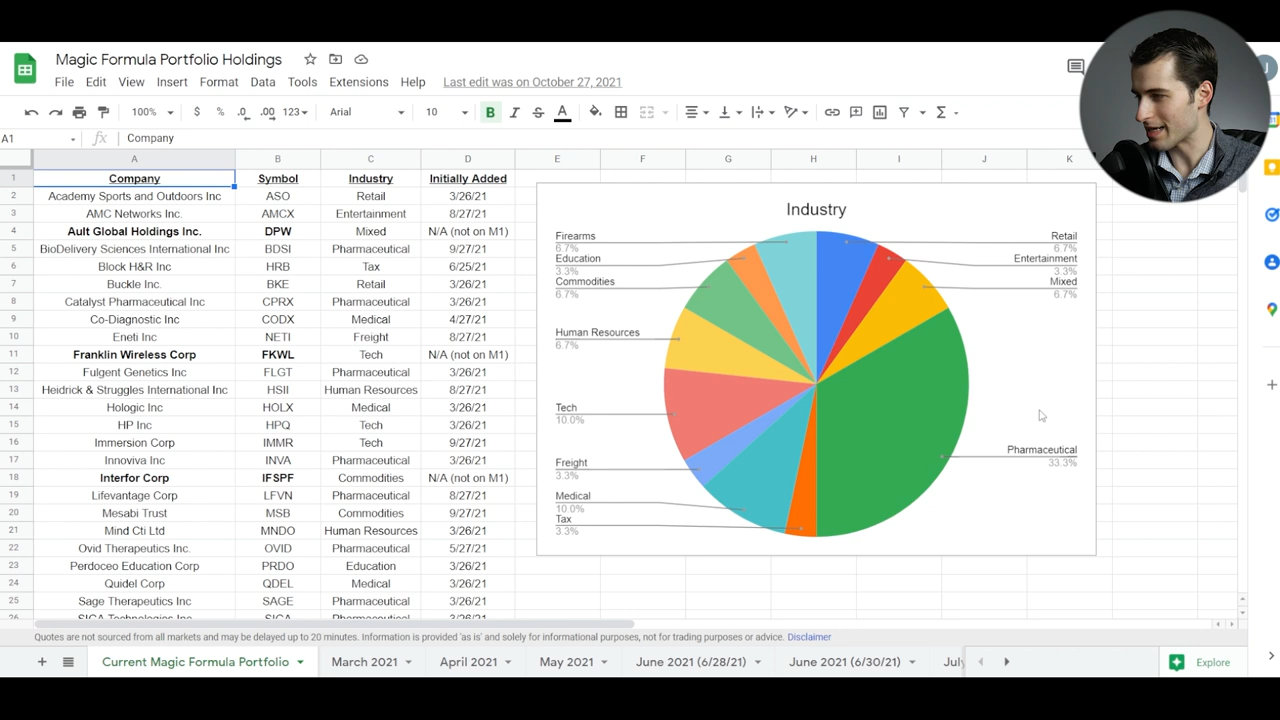 Magic Formula Portfolio Holdings
File Edit View Insert Format Data Tools Extensions Help Last edit was on October 27, 2021
100% $ % .0 .00 123 Arial 10 B I S A
A1 fx Company
A B C D E F G H I J K
1 Company Symbol Industry Initially Added
2 Academy Sports and Outdoors Inc ASO Retail 3/26/21
3 AMC Networks Inc. AMCX Entertainment 8/27/21
4 Ault Global Holdings Inc. DPW Mixed N/A (not on M1)
5 BioDelivery Sciences International Inc BDSI Pharmaceutical 9/27/21
6 Block H&R Inc HRB Tax 6/25/21
7 Buckle Inc. BKE Retail 3/26/21
8 Catalyst Pharmaceutical Inc CPRX Pharmaceutical 3/26/21
9 Co-Diagnostic Inc CODX Medical 4/27/21
10 Eneti Inc NETI Freight 8/27/21
11 Franklin Wireless Corp FKWL Tech N/A (not on M1)
12 Fulgent Genetics Inc FLGT Pharmaceutical 3/26/21
13 Heidrick & Struggles International Inc HSII Human Resources 8/27/21
14 Hologic Inc HOLX Medical 3/26/21
15 HP Inc HPQ Tech 3/26/21
16 Immersion Corp IMMR Tech 9/27/21
17 Innoviva Inc INVA Pharmaceutical 3/26/21
18 Interfor Corp IFSPF Commodities N/A (not on M1)
19 Lifevantage Corp LFVN Pharmaceutical 8/27/21
20 Mesabi Trust MSB Commodities 9/27/21
21 Mind Cti Ltd MNDO Human Resources 3/26/21
22 Ovid Therapeutics Inc. OVID Pharmaceutical 5/27/21
23 Perdoceo Education Corp PRDO Education 3/26/21
24 Quidel Corp QDEL Medical 3/26/21
25 Sage Therapeutics Inc SAGE Pharmaceutical 3/26/21
26 SIGA Technologies Inc SIGA Pharmaceutical 3/26/21
Industry
Firearms
6.7%
Education
3.3%
Commodities
6.7%
Human Resources
6.7%
Tech
10.0%
Freight
3.3%
Medical
10.0%
Tax
3.3%
Retail
6.7%
Entertainment
3.3%
Mixed
6.7%
Pharmaceutical
33.3%
Quotes are not sourced from all markets and may be delayed up to 20 minutes. Information is provided 'as is' and solely for informational purposes, not for trading purposes or advice. Disclaimer
Current Magic Formula Portfolio March 2021 April 2021 May 2021 June 2021 (6/28/21) June 2021 (6/30/21) July Explore